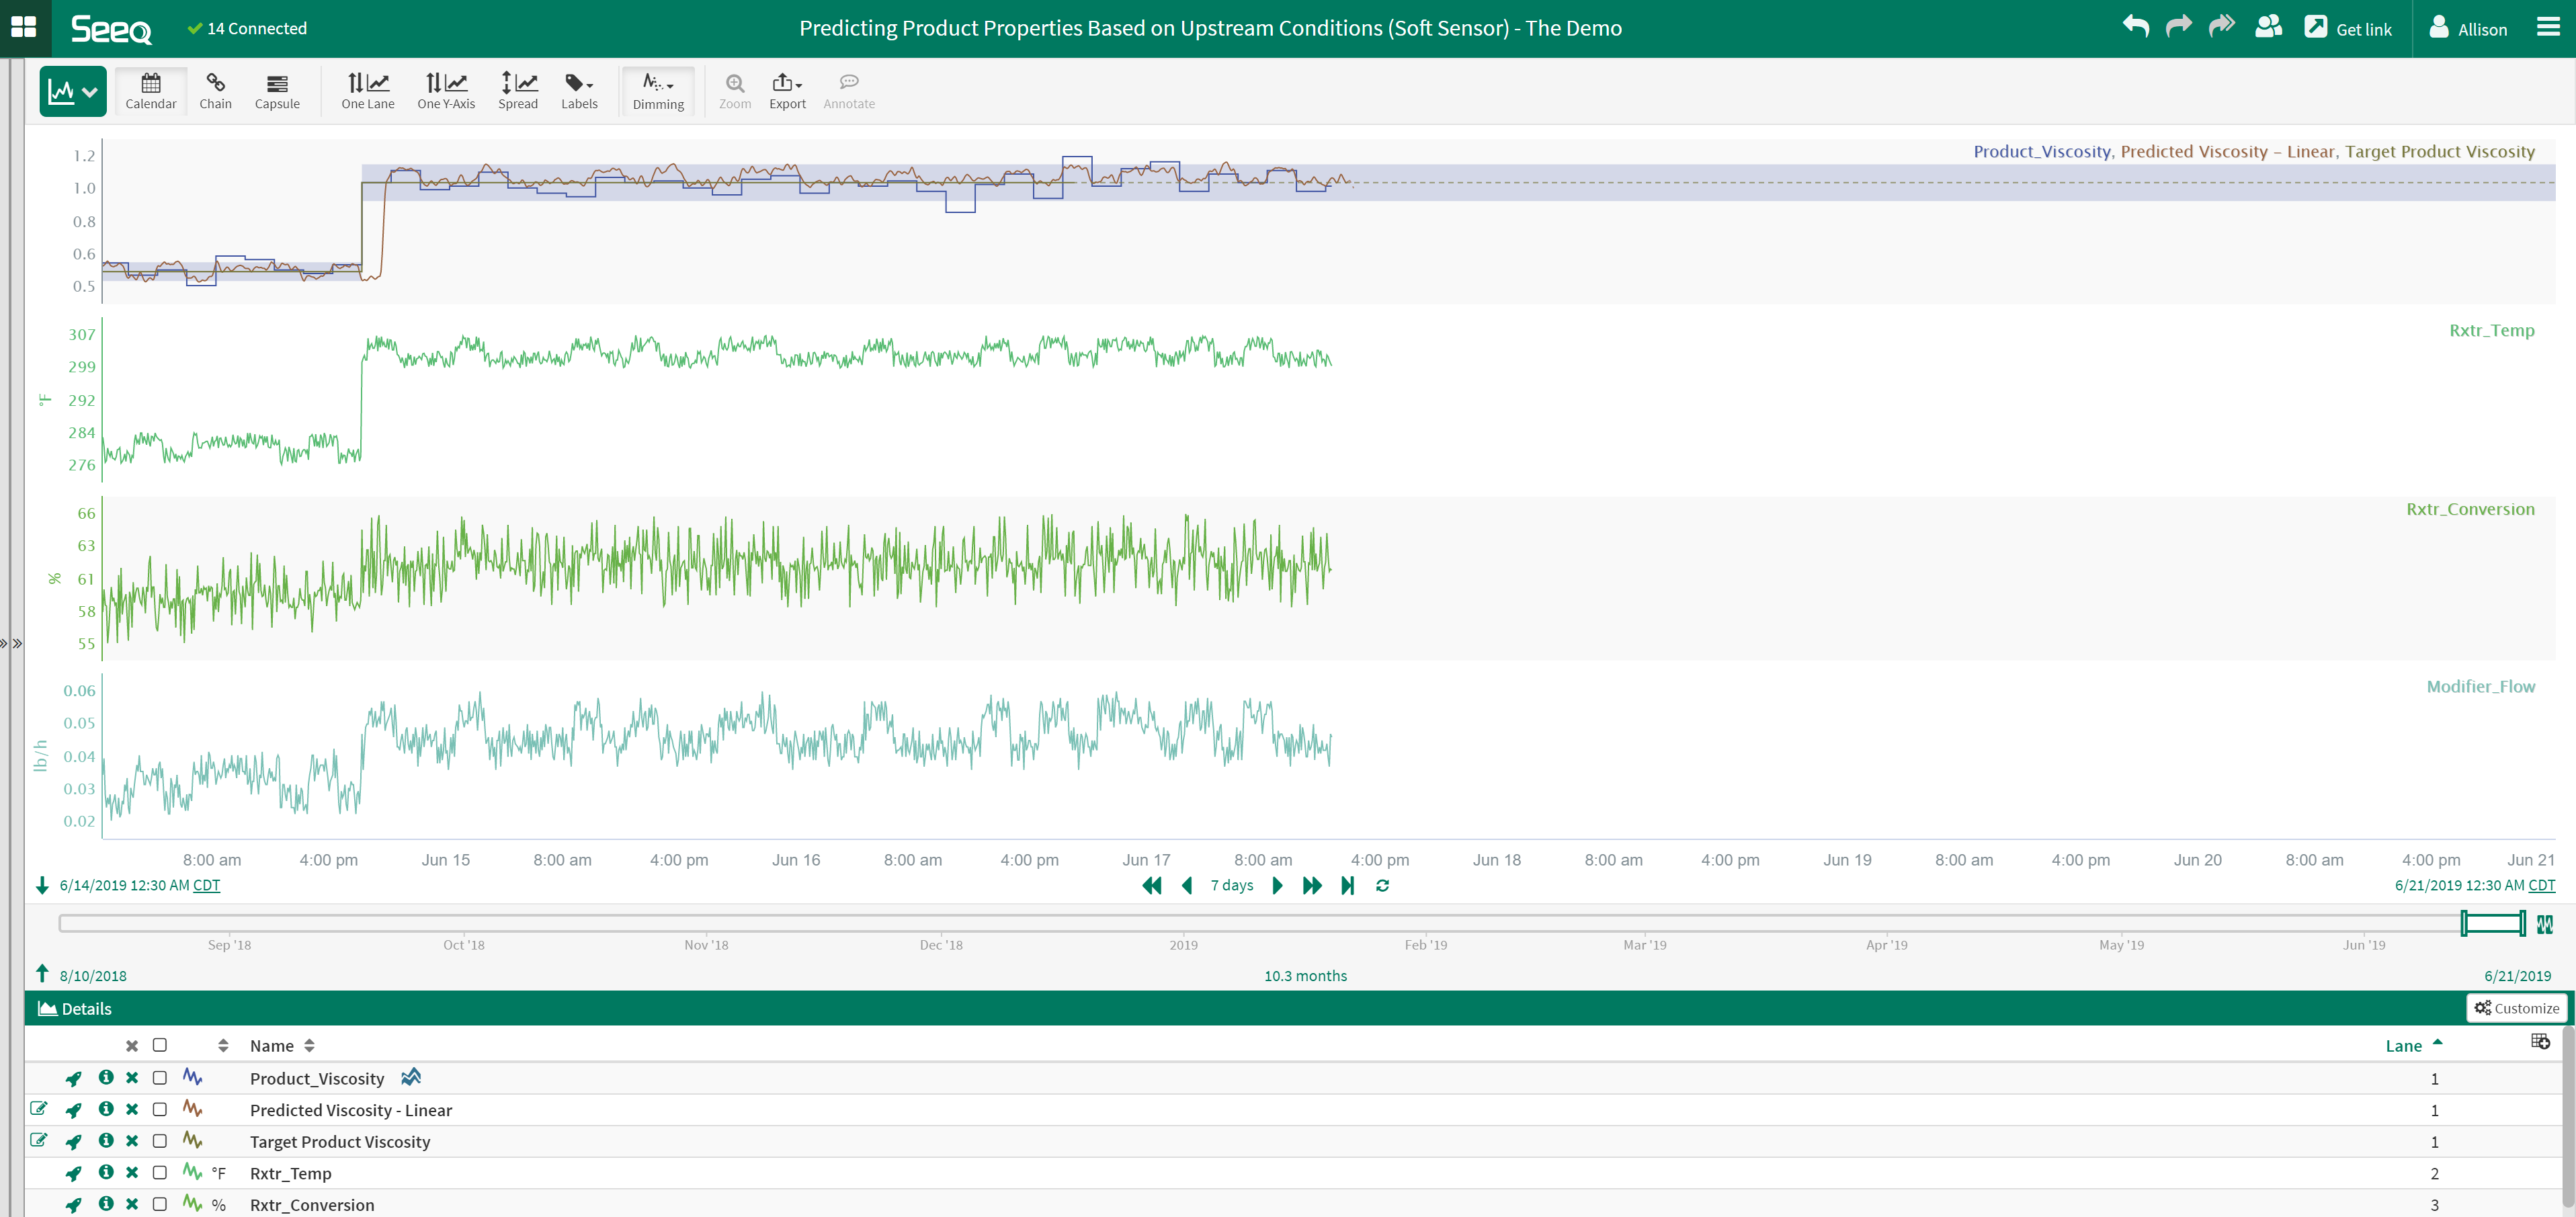 Seeq
14 Connected
Predicting Product Properties Based on Upstream Conditions (Soft Sensor) - The Demo
Get link
Allison
Calendar Chain Capsule One Lane One Y-Axis Spread Labels Dimming Zoom Export Annotate
Product_Viscosity, Predicted Viscosity – Linear, Target Product Viscosity
1.2
1.0
0.8
0.6
0.5
Rxtr_Temp
307
299
°F 292
284
276
Rxtr_Conversion
66
63
% 61
58
55
Modifier_Flow
0.06
0.05
lb/h 0.04
0.03
0.02
8:00 am 4:00 pm Jun 15 8:00 am 4:00 pm Jun 16 8:00 am 4:00 pm Jun 17 8:00 am 4:00 pm Jun 18 8:00 am 4:00 pm Jun 19 8:00 am 4:00 pm Jun 20 8:00 am 4:00 pm Jun 21
6/14/2019 12:30 AM CDT 7 days 6/21/2019 12:30 AM CDT
Sep '18 Oct '18 Nov '18 Dec '18 2019 Feb '19 Mar '19 Apr '19 May '19 Jun '19
8/10/2018 10.3 months 6/21/2019
Details Customize
Name Lane
Product_Viscosity 1
Predicted Viscosity - Linear 1
Target Product Viscosity 1
°F Rxtr_Temp 2
% Rxtr_Conversion 3